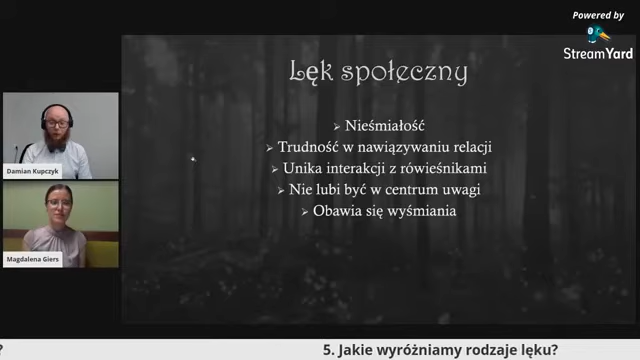 Powered by
StreamYard
Lęk społeczny
➢ Nieśmiałość
➢ Trudność w nawiązywaniu relacji
➢ Unika interakcji z rówieśnikami
➢ Nie lubi być w centrum uwagi
➢ Obawia się wyśmiania
Damian Kupczyk
Magdalena Giers
? 5. Jakie wyróżniamy rodzaje lęku?